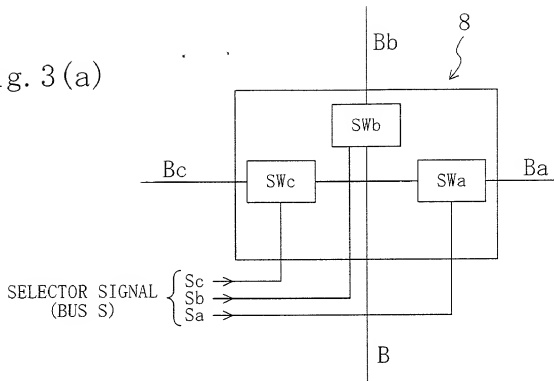 8
Bb
g. 3(a)
SWb
Bc
SWc
SWa
Ba
SELECTOR SIGNAL
(BUS S)
Sc
Sb
Sa
B